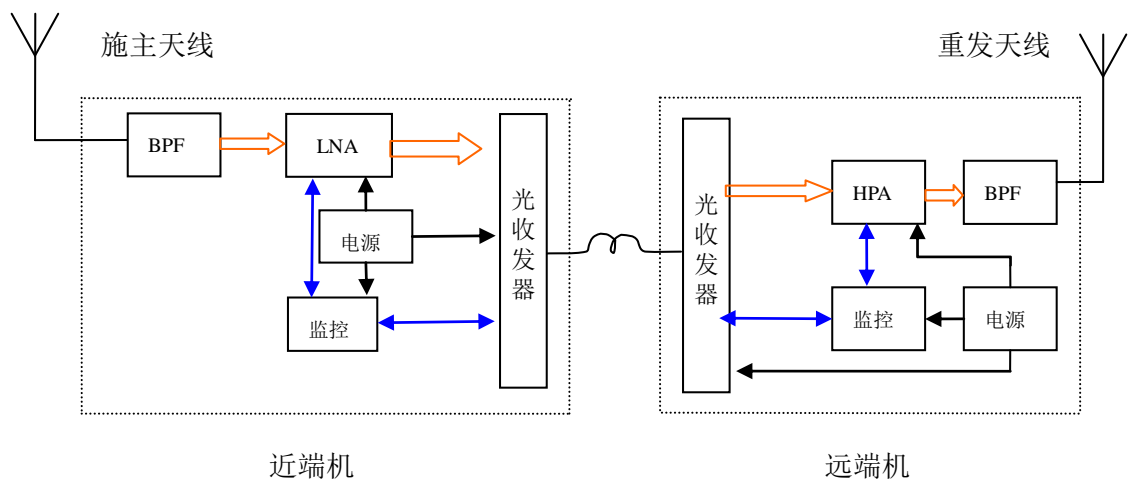 施主天线
重发天线
BPF
LNA
光收发器
电源
监控
光收发器
HPA
BPF
监控
电源
近端机
远端机